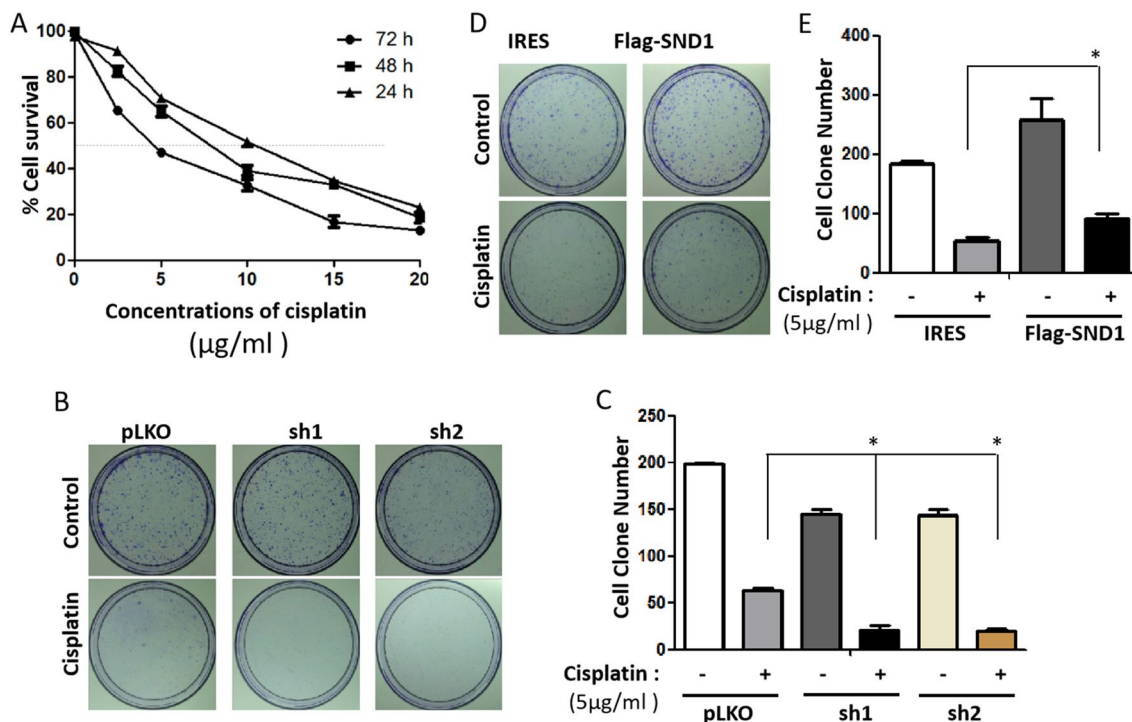 A
100
80
60
40
20
0
% Cell survival
72 h
48 h
24 h
0 5 10 15 20
Concentrations of cisplatin
(μg/ml )
D
IRES Flag-SND1
Control
Cisplatin
E
400
300
200
100
0
Cell Clone Number
*
Cisplatin : - + - +
(5μg/ml )
IRES Flag-SND1
B
pLKO sh1 sh2
Control
Cisplatin
C
250
200
150
100
50
0
Cell Clone Number
* *
Cisplatin : - + - + - +
(5μg/ml )
pLKO sh1 sh2